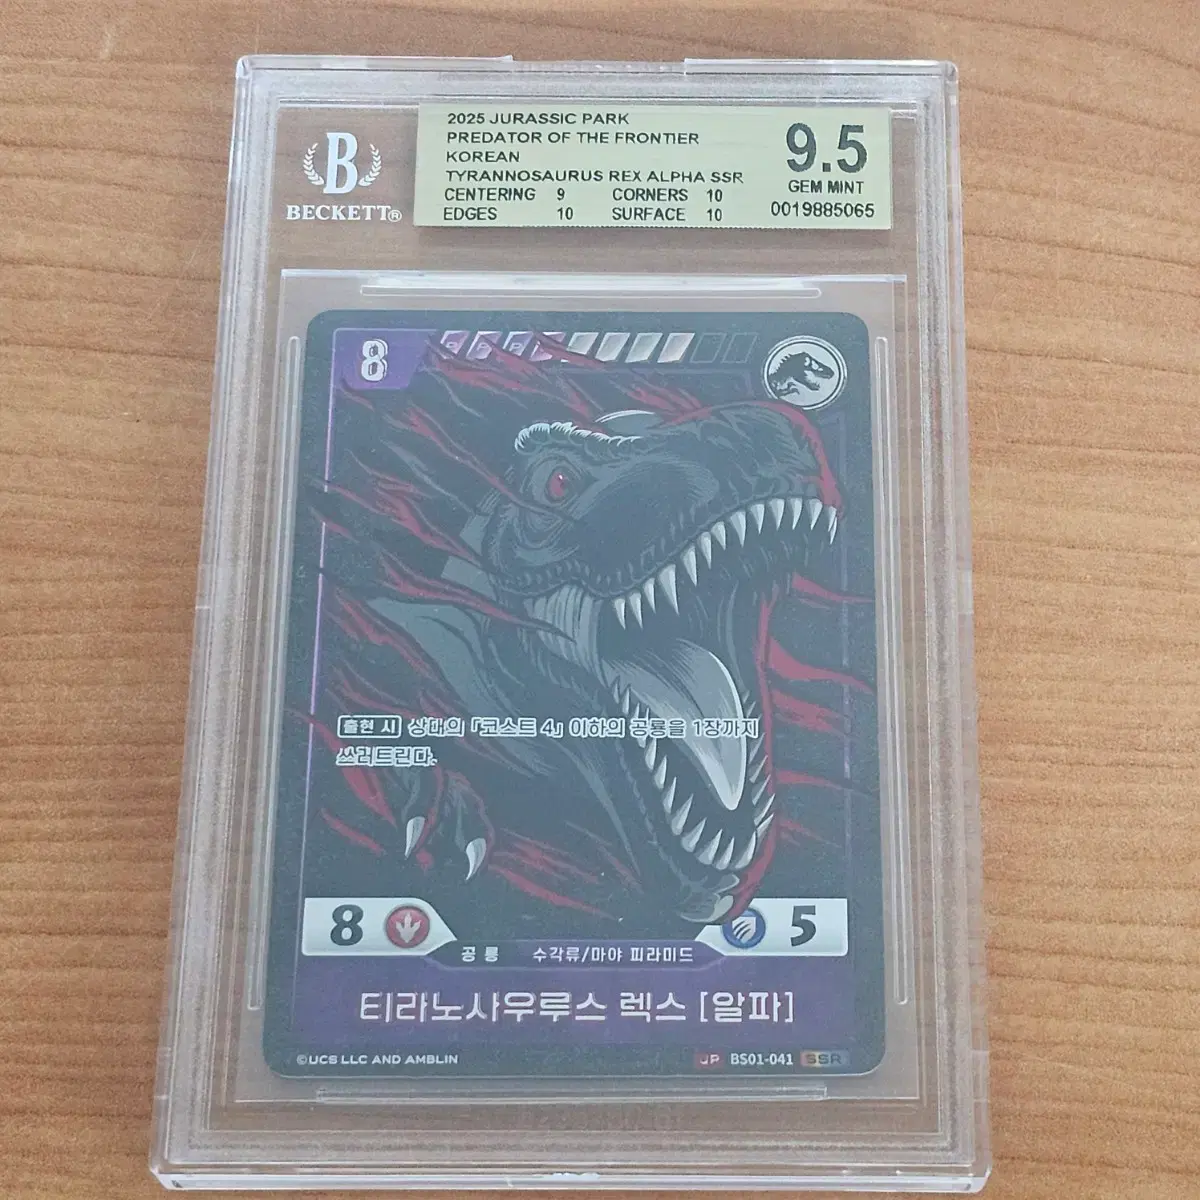 B
BECKETT®
2025 JURASSIC PARK
PREDATOR OF THE FRONTIER
KOREAN
TYRANNOSAURUS REX ALPHA SSR
CENTERING 9 CORNERS 10
EDGES 10 SURFACE 10
9.5
GEM MINT
0019885065
8
P P P P
출현 시 상대의 「코스트 4」 이하의 공룡을 1장까지
쓰러트린다.
8 5
공룡 수각류/마야 피라미드
티라노사우루스 렉스 [알파]
©UCS LLC AND AMBLIN JP BS01-041 SSR